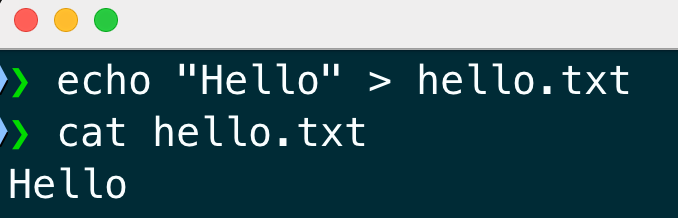 ❯ echo "Hello" > hello.txt
❯ cat hello.txt
Hello